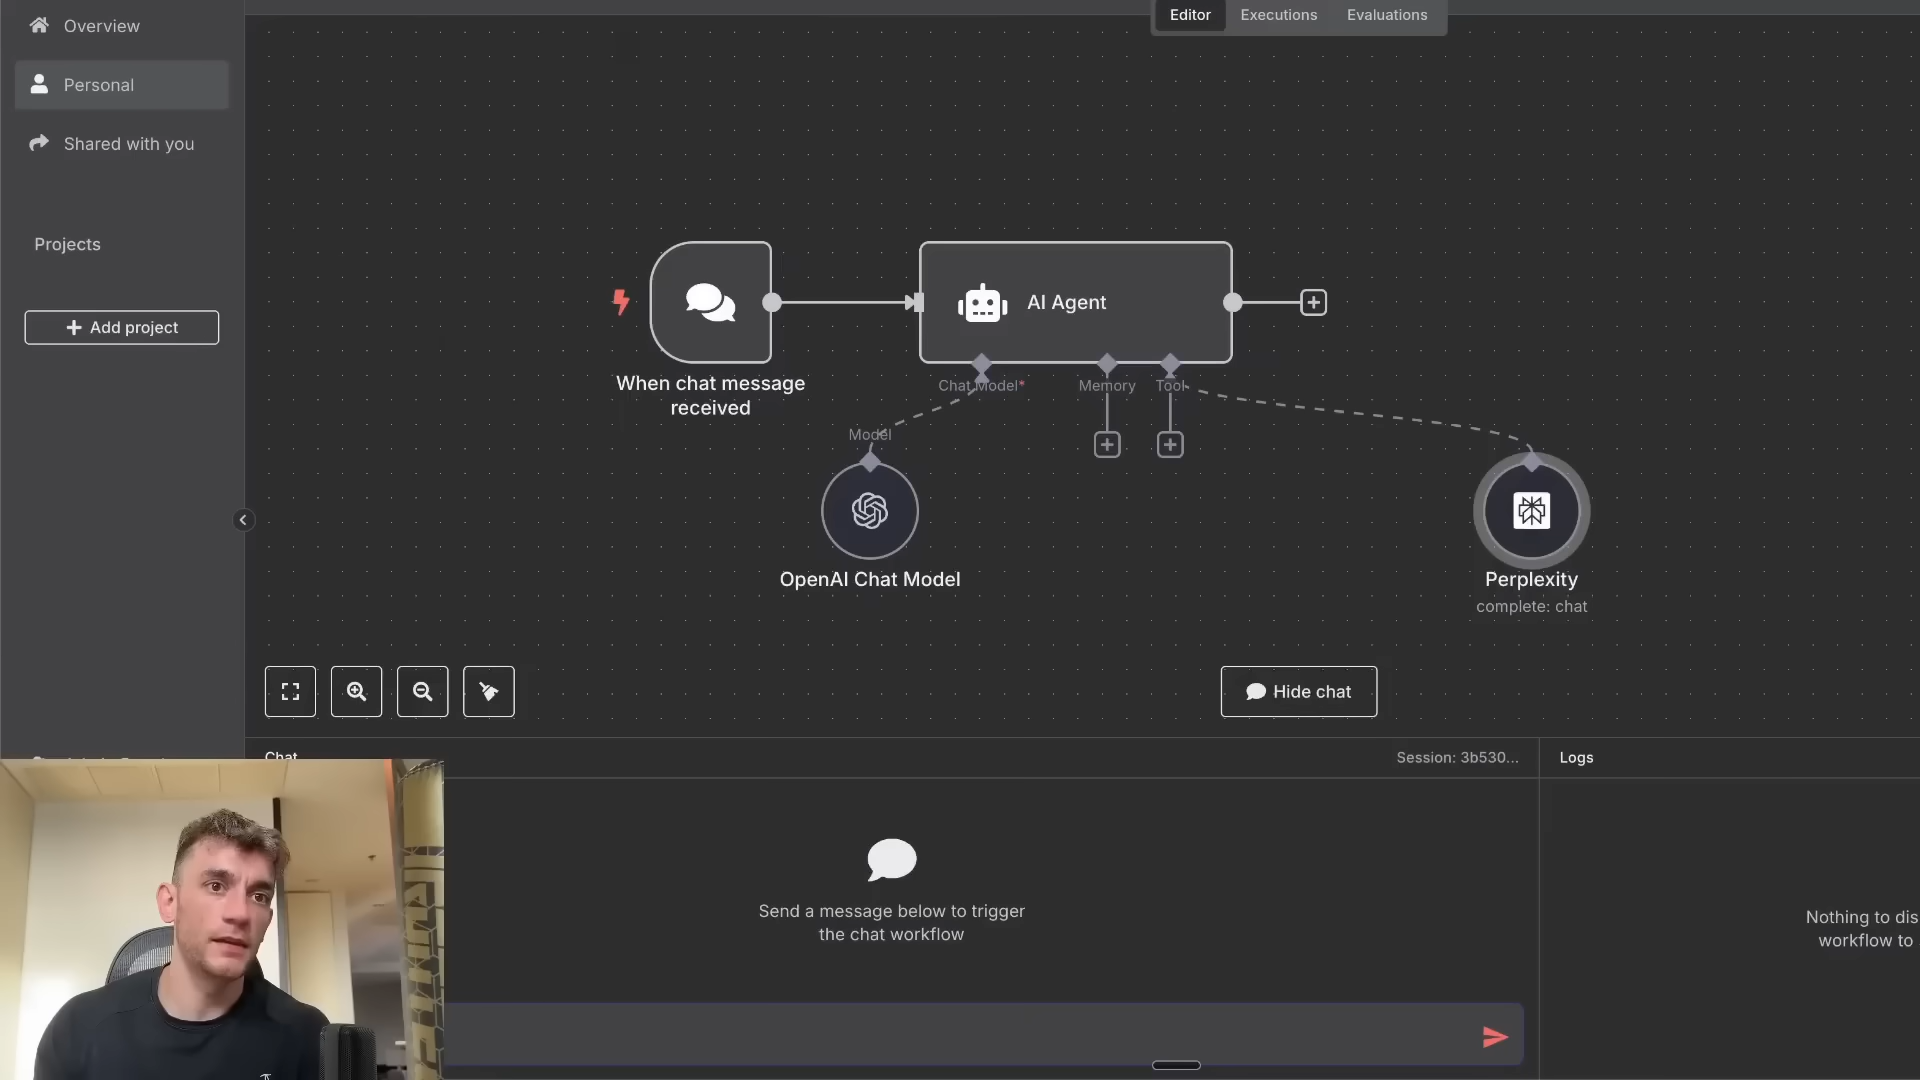 Overview
Personal
Shared with you
Projects
Add project
Editor
Executions
Evaluations
When chat message
received
AI Agent
Chat Model*
Memory
Tool
Model
OpenAI Chat Model
Perplexity
complete: chat
Hide chat
Chat
Session: 3b530...
Logs
Send a message below to trigger
the chat workflow
Nothing to dis
workflow to